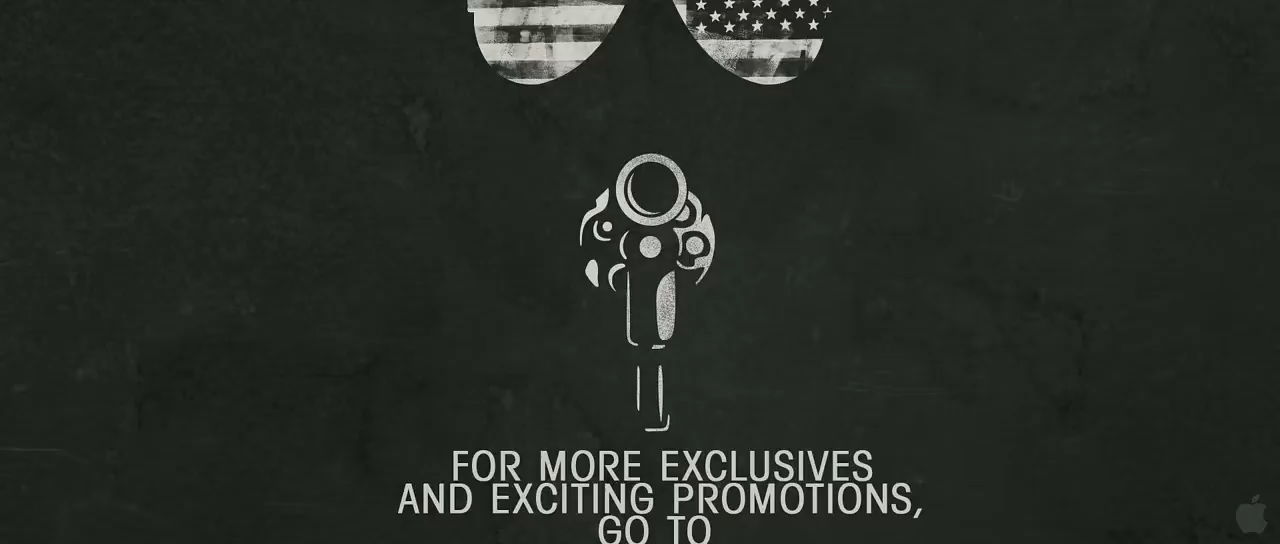 FOR MORE EXCLUSIVES
AND EXCITING PROMOTIONS,
GO TO